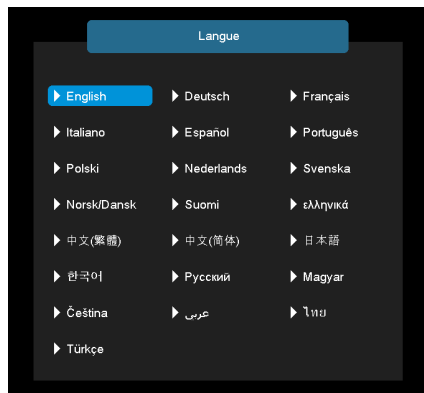 Langue
English Deutsch Français
Italiano Español Português
Polski Nederlands Svenska
Norsk/Dansk Suomi ελληνικά
中文(繁體) 中文(简体) 日本語
한국어 Русский Magyar
Čeština عربي ไทย
Türkçe